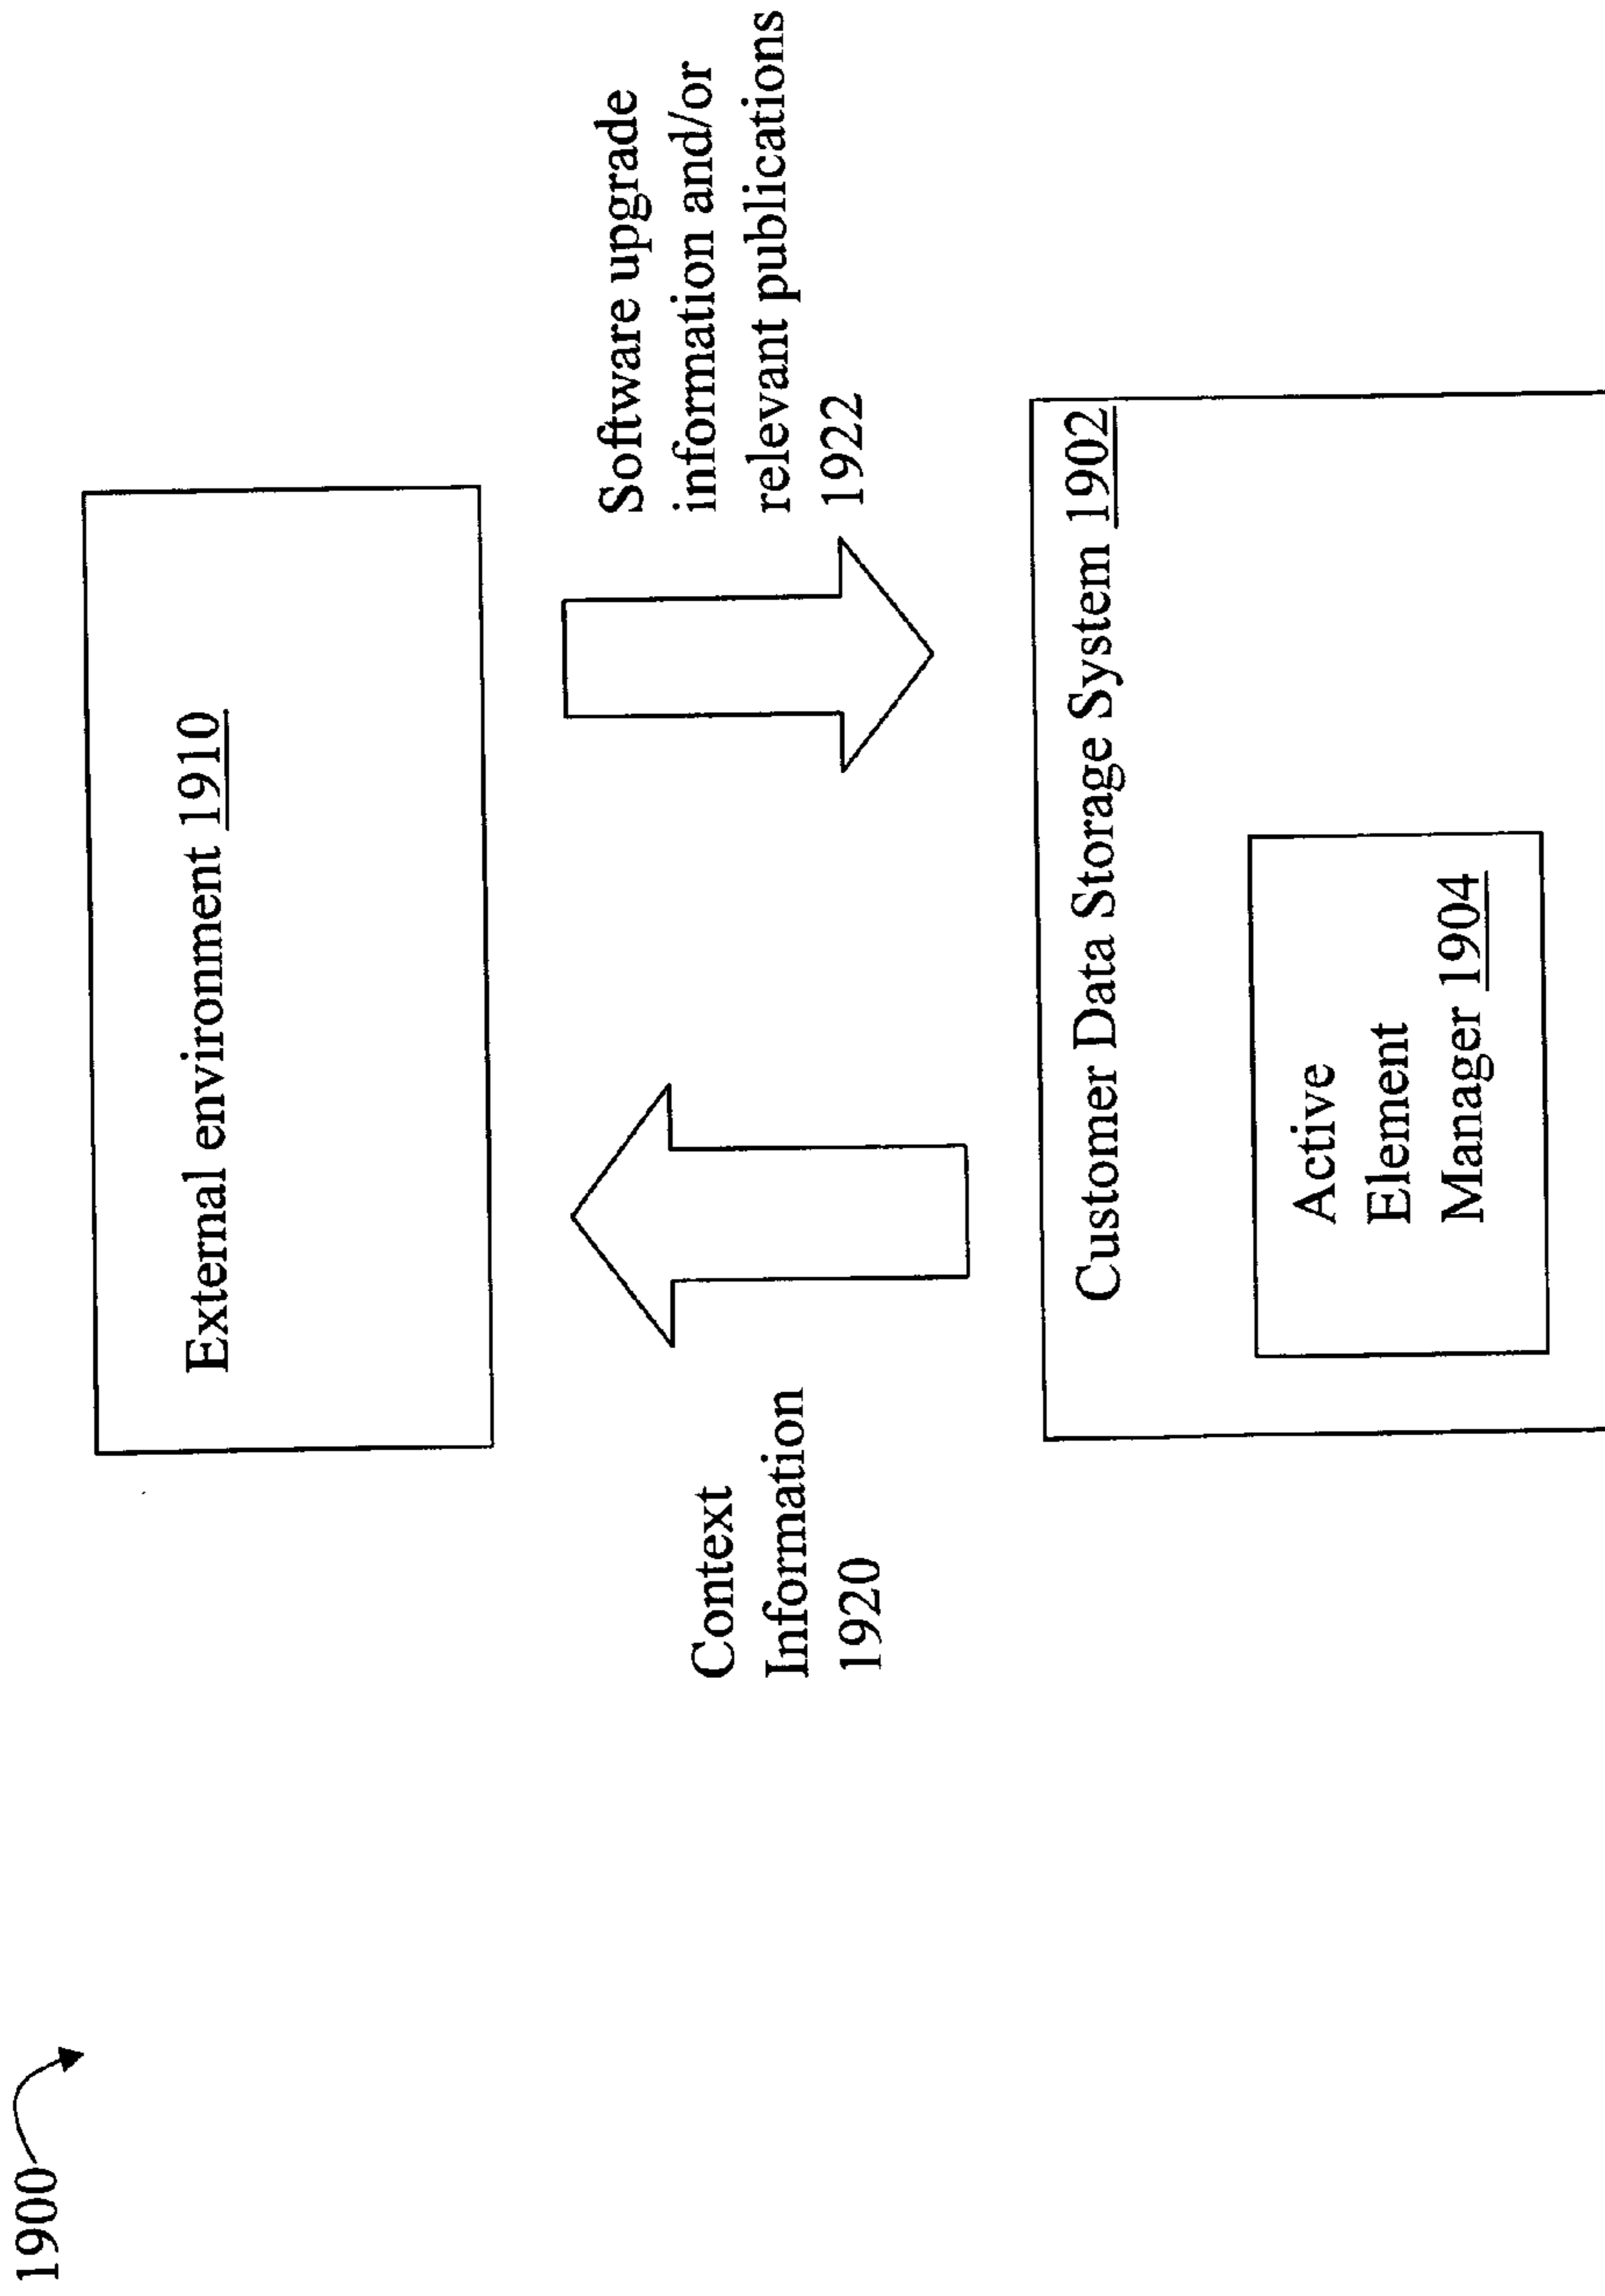 1900
External environment 1910
Software upgrade
information and/or
relevant publications
1922
Context
Information
1920
Customer Data Storage System 1902
Active
Element
Manager 1904